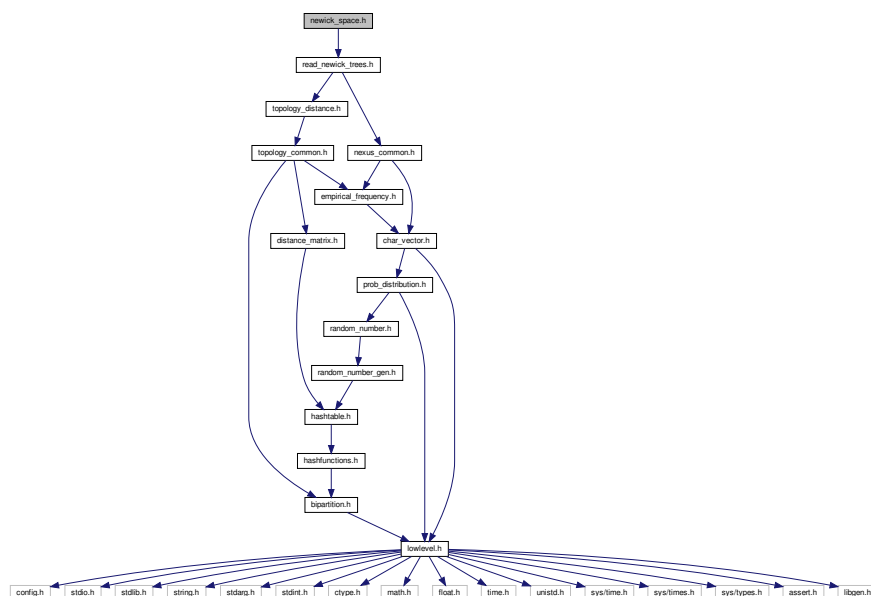 newick_space.h
read_newick_trees.h
topology_distance.h
topology_common.h
nexus_common.h
empirical_frequency.h
distance_matrix.h
char_vector.h
prob_distribution.h
random_number.h
random_number_gen.h
hashtable.h
hashfunctions.h
bipartition.h
lowlevel.h
config.h
stdio.h
stdlib.h
string.h
stdarg.h
stdint.h
ctype.h
math.h
float.h
time.h
unistd.h
sys/time.h
sys/times.h
sys/types.h
assert.h
libgen.h